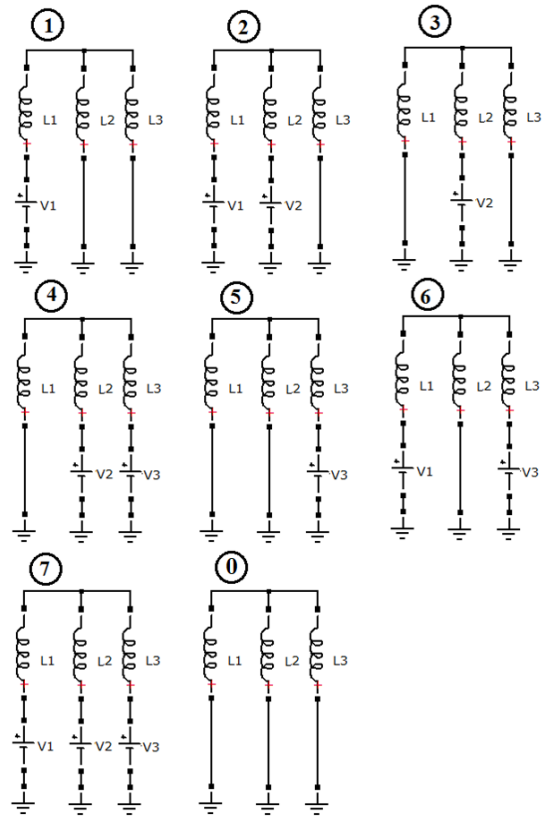 1 2 3
L1 L2 L3 L1 L2 L3 L1 L2 L3
+ V1 + V1 + V2 + V2
4 5 6
L1 L2 L3 L1 L2 L3 L1 L2 L3
+ V2 + V3 + V3 + V1 + V3
7 0
L1 L2 L3 L1 L2 L3
+ V1 + V2 + V3